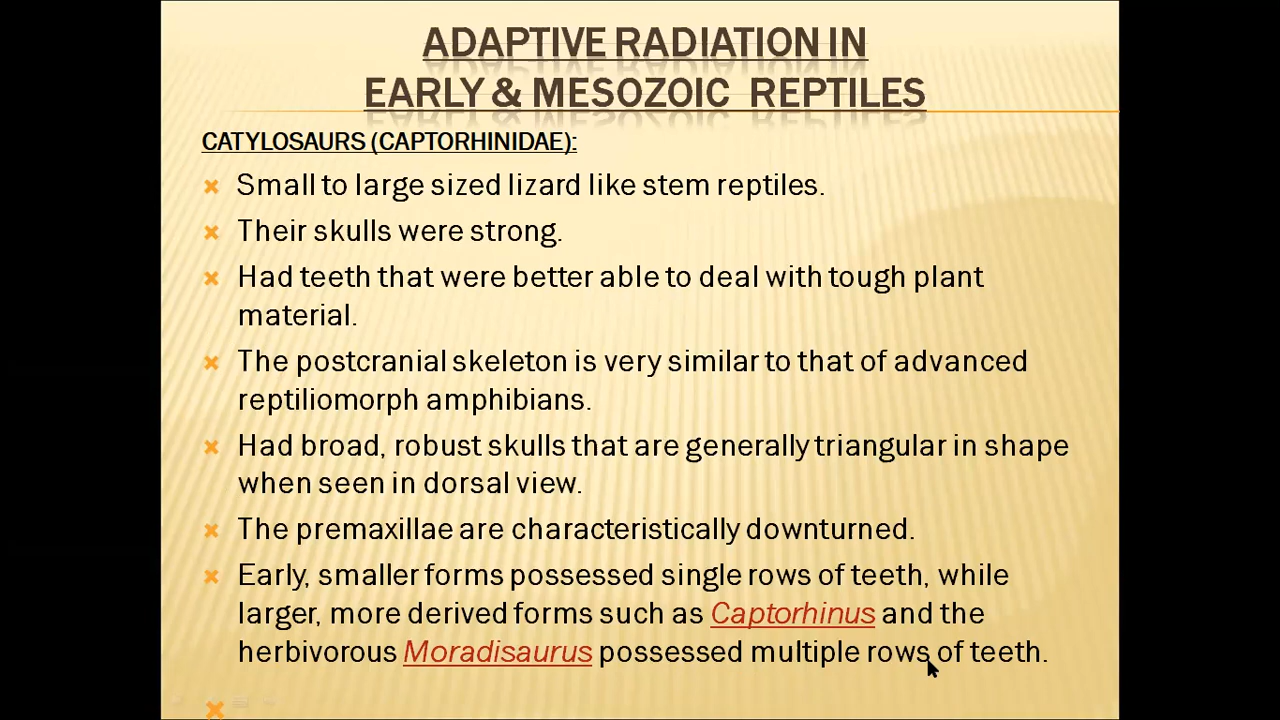 ADAPTIVE RADIATION IN
EARLY & MESOZOIC REPTILES
CATYLOSAURS (CAPTORHINIDAE):
Small to large sized lizard like stem reptiles.
Their skulls were strong.
Had teeth that were better able to deal with tough plant
material.
The postcranial skeleton is very similar to that of advanced
reptiliomorph amphibians.
Had broad, robust skulls that are generally triangular in shape
when seen in dorsal view.
The premaxillae are characteristically downturned.
Early, smaller forms possessed single rows of teeth, while
larger, more derived forms such as Captorhinus and the
herbivorous Moradisaurus possessed multiple rows of teeth.